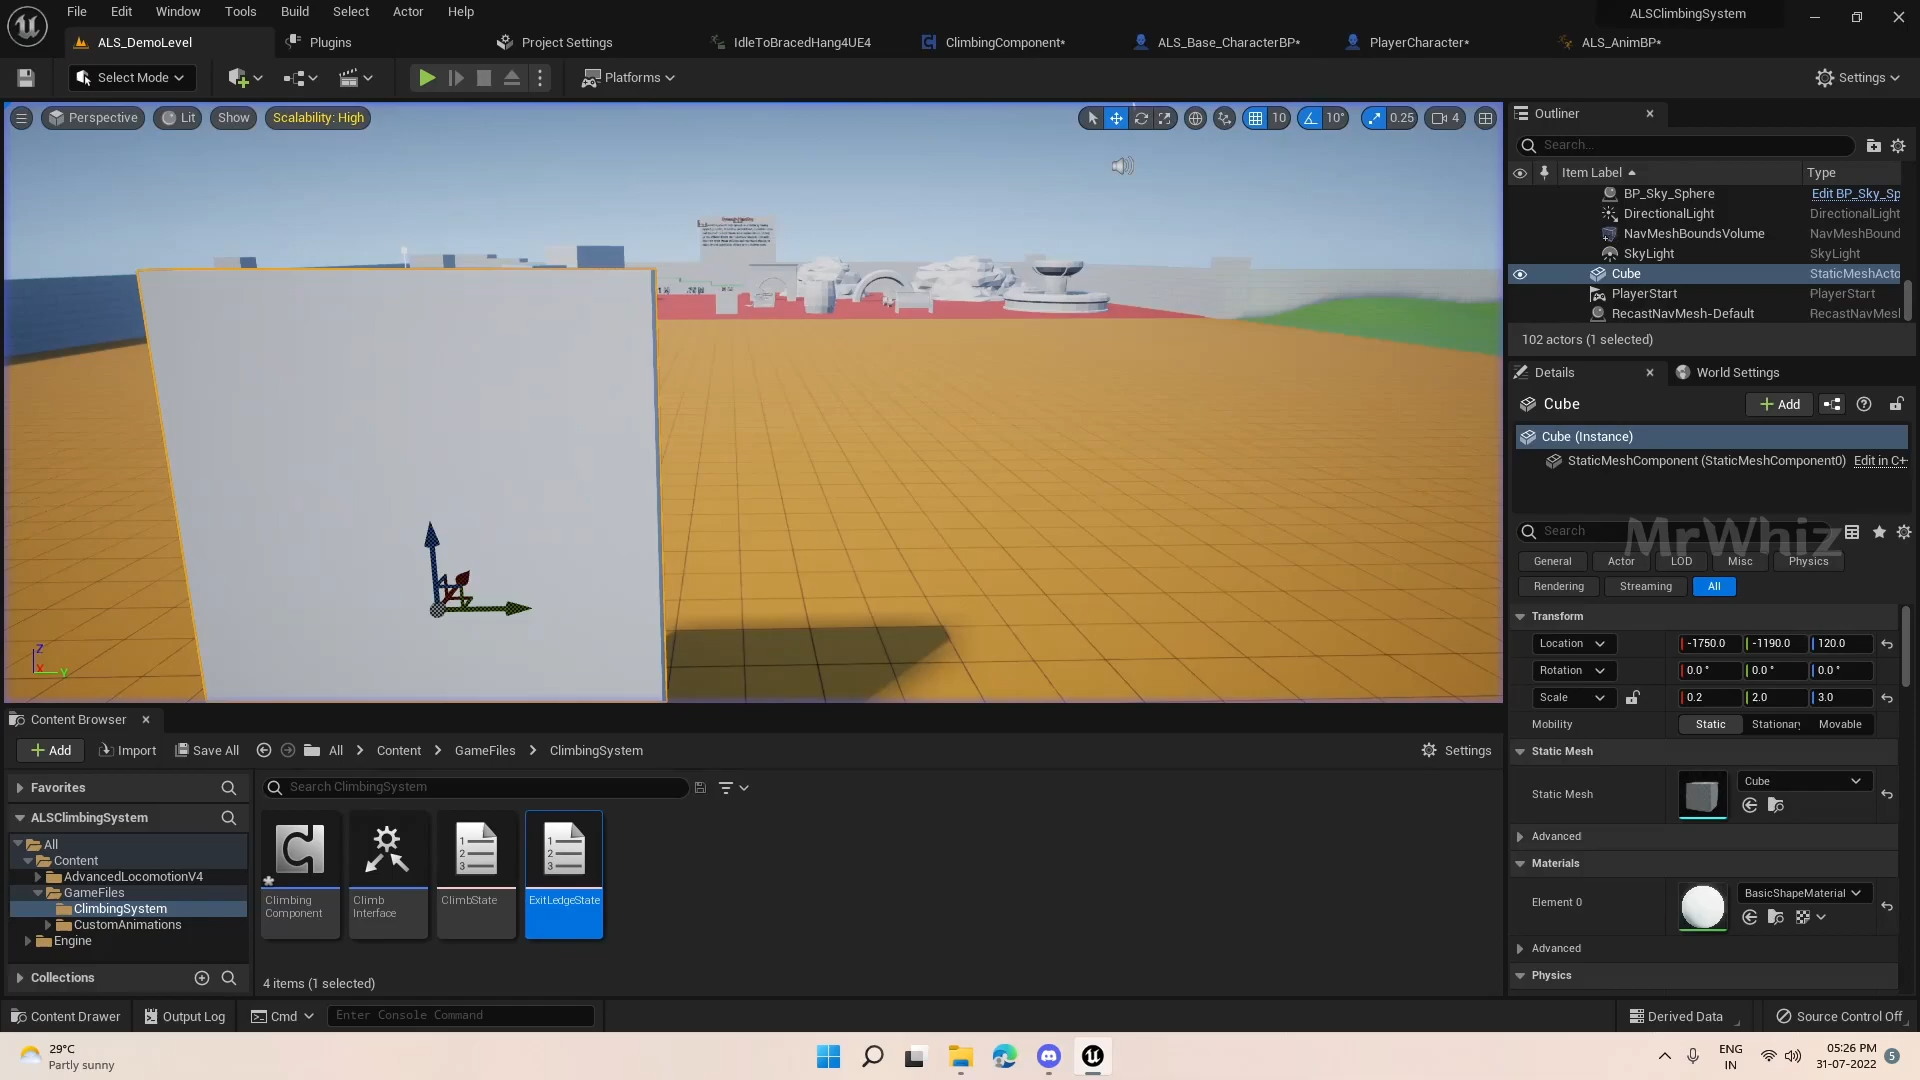 File Edit Window Tools Build Select Actor Help
ALSClimbingSystem
ALS_DemoLevel
Plugins
Project Settings
IdleToBracedHang4UE4
ClimbingComponent*
ALS_Base_CharacterBP*
PlayerCharacter*
ALS_AnimBP*
Select Mode
Platforms
Settings
Perspective
Lit
Show
Scalability: High
10
10°
0.25
4
Outliner
Search...
Item Label
Type
BP_Sky_Sphere Edit BP_Sky_Sp
DirectionalLight DirectionalLight
NavMeshBoundsVolume NavMeshBound
SkyLight SkyLight
Cube StaticMeshActo
PlayerStart PlayerStart
RecastNavMesh-Default RecastNavMesl
102 actors (1 selected)
Details
World Settings
Cube
Add
Cube (Instance)
StaticMeshComponent (StaticMeshComponent0) Edit in C+
Search
MrWhiz
General Actor LOD Misc Physics
Rendering Streaming All
Transform
Location -1750.0 -1190.0 120.0
Rotation 0.0 ° 0.0 ° 0.0 °
Scale 0.2 2.0 3.0
Mobility Static Stationary Movable
Static Mesh
Static Mesh Cube
Advanced
Materials
Element 0 BasicShapeMaterial
Advanced
Physics
Z
X
Y
Content Browser
Add Import Save All All Content GameFiles ClimbingSystem Settings
Favorites
Search ClimbingSystem
ALSClimbingSystem
All
Content
AdvancedLocomotionV4
GameFiles
ClimbingSystem
CustomAnimations
Engine
Collections
1
2
3
1
2
3
Climbing
Component
Climb
Interface
ClimbState
ExitLedgeState
4 items (1 selected)
Content Drawer Output Log Cmd Enter Console Command Derived Data Source Control Off
29°C
Partly sunny
ENG
IN
05:26 PM
31-07-2022
5